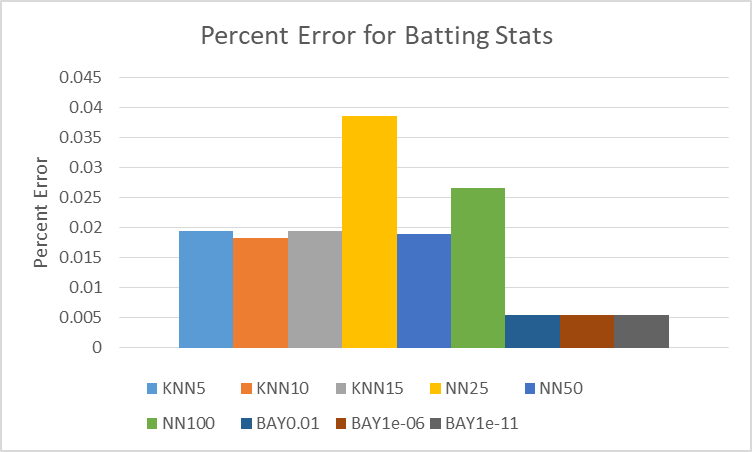 Percent Error for Batting Stats
0.045
0.04
0.035
0.03
0.025
0.02
0.015
0.01
0.005
0
Percent Error
KNN5 KNN10 KNN15 NN25 NN50
NN100 BAY0.01 BAY1e-06 BAY1e-11